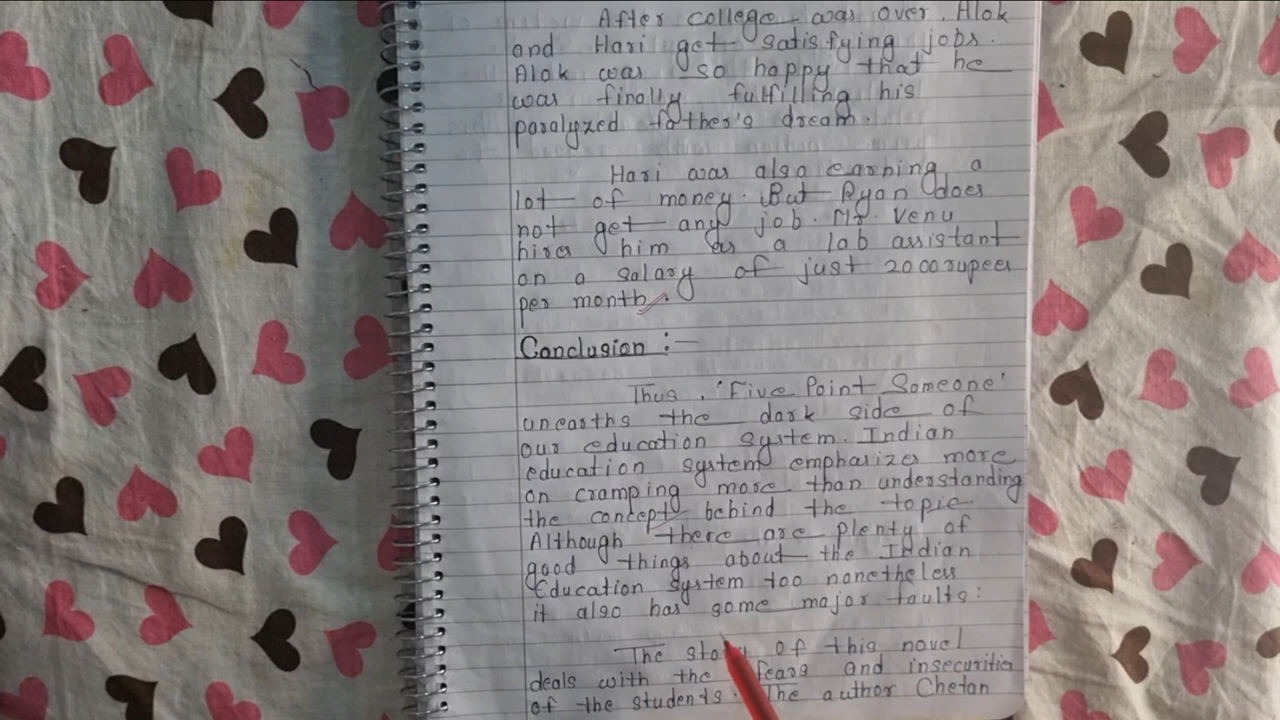 After college was over, Alok
and Hari get satisfying jobs.
Alok was so happy that he
was finally fulfilling his
paralyzed father's dream.
Hari was also earning a
lot of money. But Ryan does
not get any job. Mr. Venu
hires him as a lab assistant
on a salary of just 2000 rupees
per month.
Conclusion :-
Thus, 'Five Point Someone'
unearths the dark side of
our education system. Indian
education system emphasizes more
on cramping more than understanding
the concept behind the topic.
Although there are plenty of
good things about the Indian
Education system too nonetheless
it also has some major faults:
The story of this novel
deals with the fears and insecurities
of the students. The author Chetan